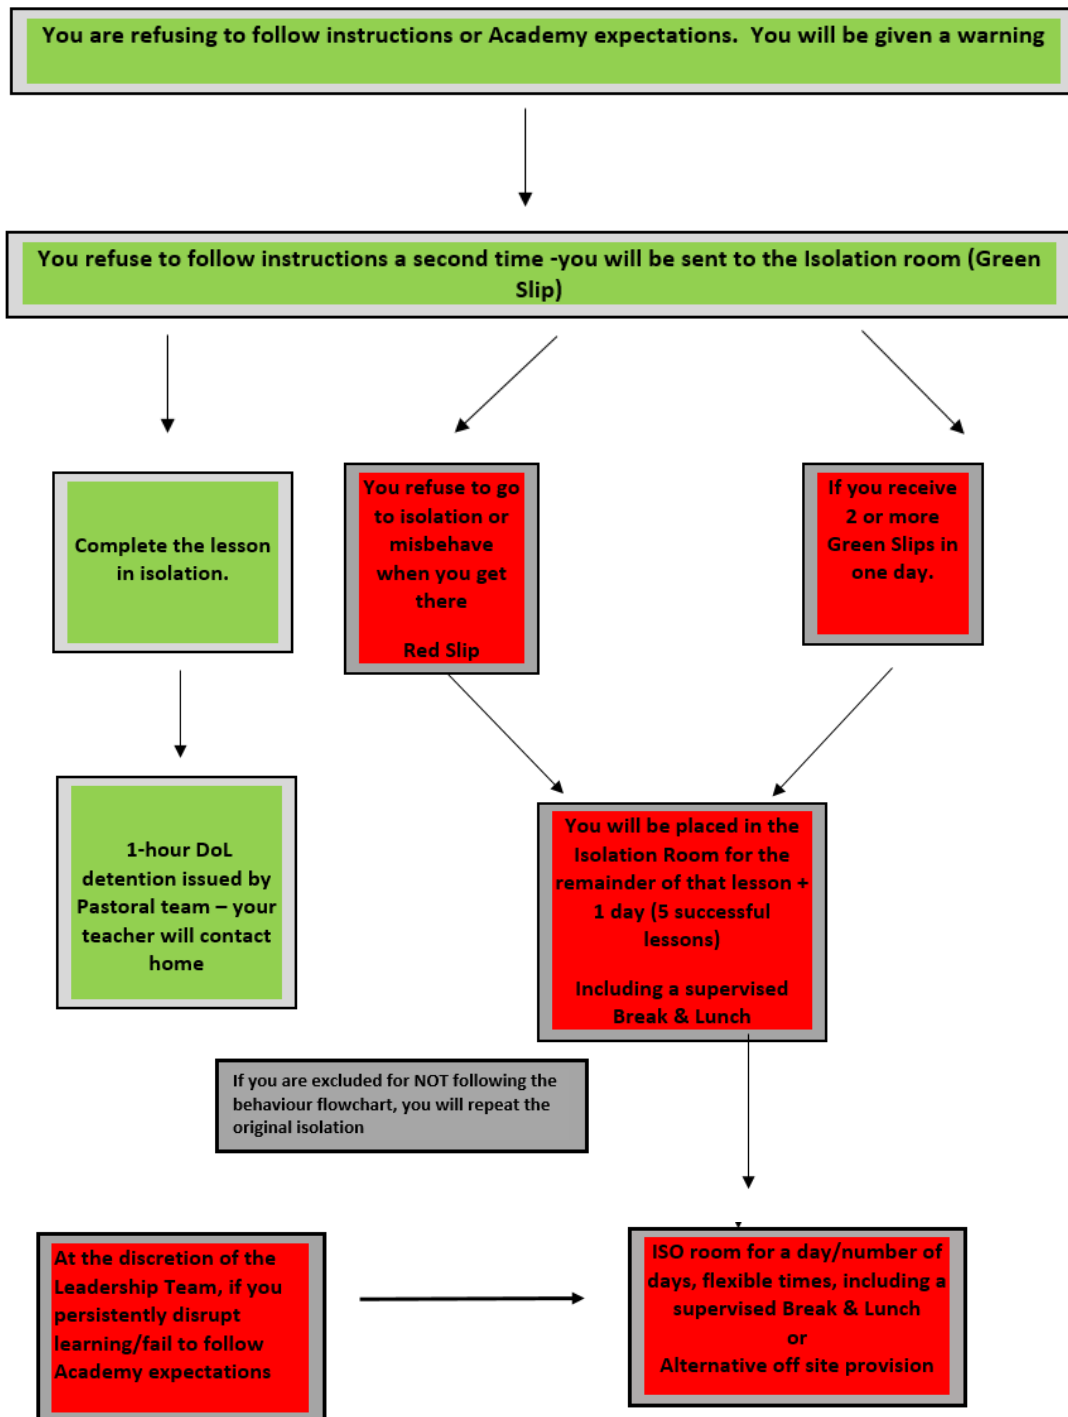 You are refusing to follow instructions or Academy expectations.  You will be given a warning
You refuse to follow instructions a second time -you will be sent to the Isolation room (Green
Slip)
Complete the lesson
in isolation.
You refuse to go
to isolation or
misbehave
when you get
there
Red Slip
If you receive
2 or more
Green Slips in
one day.
1-hour DoL
detention issued by
Pastoral team – your
teacher will contact
home
You will be placed in the
Isolation Room for the
remainder of that lesson +
1 day (5 successful
lessons)
Including a supervised
Break & Lunch
If you are excluded for NOT following the
behaviour flowchart, you will repeat the
original isolation
At the discretion of the
Leadership Team, if you
persistently disrupt
learning/fail to follow
Academy expectations
ISO room for a day/number of
days, flexible times, including a
supervised Break & Lunch
or
Alternative off site provision